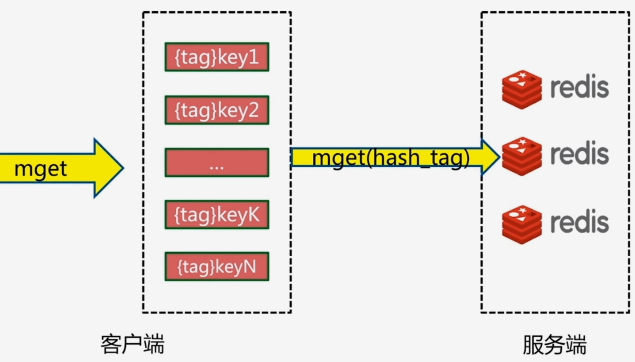 mget
{tag}key1
{tag}key2
...
{tag}keyK
{tag}keyN
mget(hash_tag)
redis
redis
redis
客户端
服务端